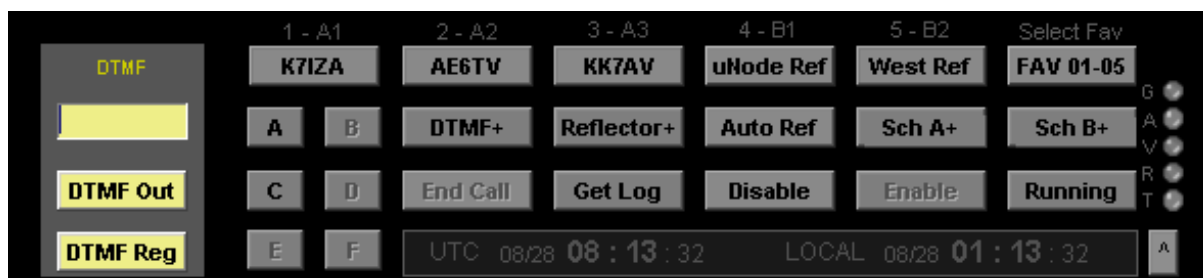 1 - A1 2 - A2 3 - A3 4 - B1 5 - B2 Select Fav
DTMF K7IZA AE6TV KK7AV uNode Ref West Ref FAV 01-05
G
A B DTMF+ Reflector+ Auto Ref Sch A+ Sch B+ A
V
DTMF Out C D End Call Get Log Disable Enable Running R
T
DTMF Reg E F UTC 08/28 08 : 13 : 32 LOCAL 08/28 01 : 13 : 32 A